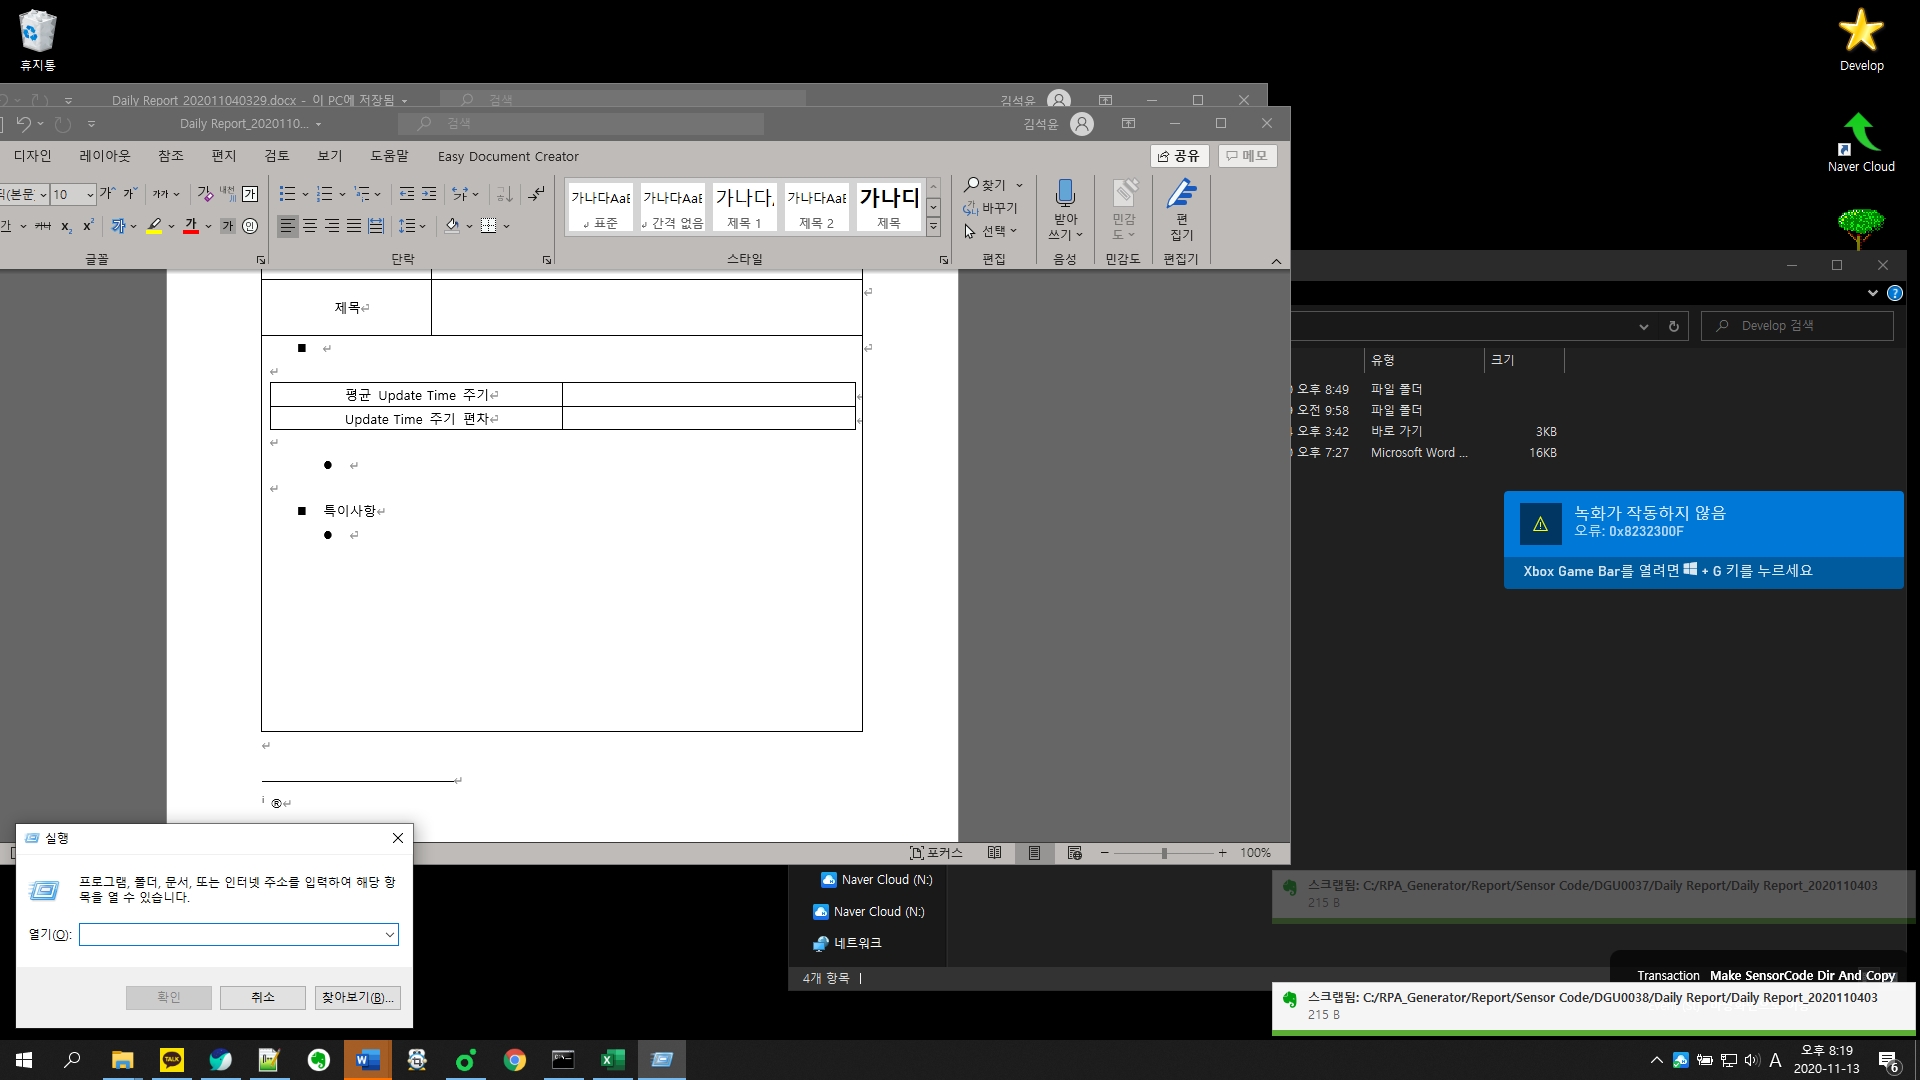 휴지통
Develop
Naver Cloud
Daily Report_202011040329.docx - 이 PC에 저장됨
검색
김석윤
Daily Report_2020110...
검색
김석윤
디자인 레이아웃 참조 편지 검토 보기 도움말 Easy Document Creator
공유
메모
10
글꼴
단락
가나다AaE
표준
가나다AaE
간격 없음
가나다,
제목 1
가나다AaE
제목 2
가나디
제목
스타일
찾기
바꾸기
선택
편집
받아쓰기
음성
민감도
민감도
편집기
편집기
제목
평균 Update Time 주기
Update Time 주기 편차
특이사항
i ®
포커스
100%
Develop 검색
유형 크기
오후 8:49 파일 폴더
오전 9:58 파일 폴더
오후 3:42 바로 가기 3KB
오후 7:27 Microsoft Word ... 16KB
녹화가 작동하지 않음
오류: 0x8232300F
Xbox Game Bar를 열려면 + G 키를 누르세요
실행
프로그램, 폴더, 문서, 또는 인터넷 주소를 입력하여 해당 항
목을 열 수 있습니다.
열기(O):
확인
취소
찾아보기(B)...
Naver Cloud (N:)
Naver Cloud (N:)
네트워크
4개 항목
스크랩됨: C:/RPA_Generator/Report/Sensor Code/DGU0037/Daily Report/Daily Report_2020110403
215 B
Transaction Make SensorCode Dir And Copy
스크랩됨: C:/RPA_Generator/Report/Sensor Code/DGU0038/Daily Report/Daily Report_2020110403
215 B
TALK
A
오후 8:19
2020-11-13
6